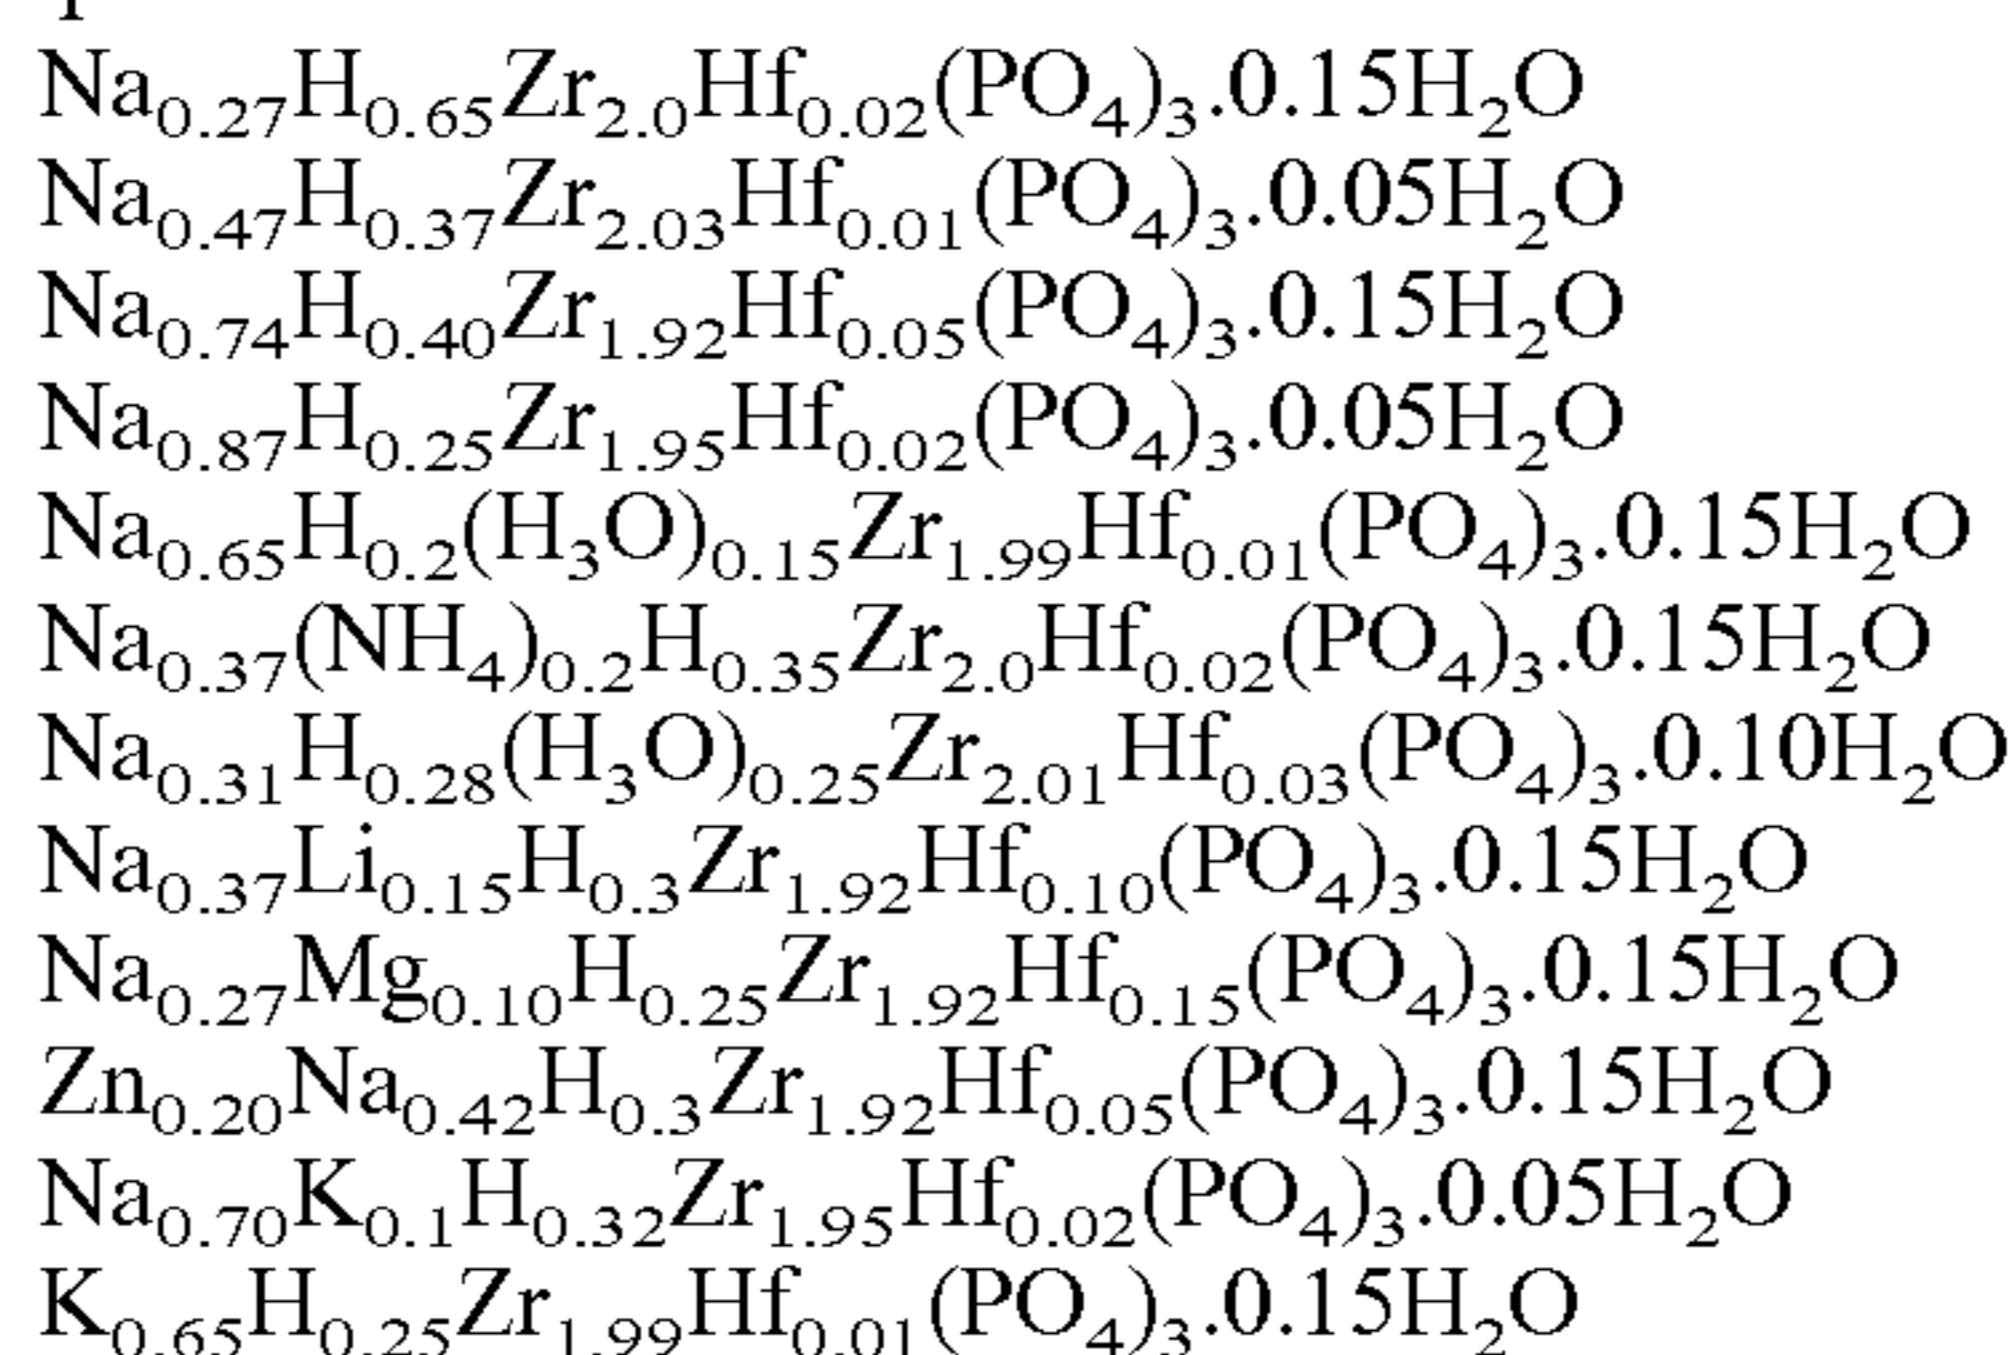 Na₀.₂₇H₀.₆₅Zr₂.₀Hf₀.₀₂(PO₄)₃.0.15H₂O
Na₀.₄₇H₀.₃₇Zr₂.₀₃Hf₀.₀₁(PO₄)₃.0.05H₂O
Na₀.₇₄H₀.₄₀Zr₁.₉₂Hf₀.₀₅(PO₄)₃.0.15H₂O
Na₀.₈₇H₀.₂₅Zr₁.₉₅Hf₀.₀₂(PO₄)₃.0.05H₂O
Na₀.₆₅H₀.₂(H₃O)₀.₁₅Zr₁.₉₉Hf₀.₀₁(PO₄)₃.0.15H₂O
Na₀.₃₇(NH₄)₀.₂H₀.₃₅Zr₂.₀Hf₀.₀₂(PO₄)₃.0.15H₂O
Na₀.₃₁H₀.₂₈(H₃O)₀.₂₅Zr₂.₀₁Hf₀.₀₃(PO₄)₃.0.10H₂O
Na₀.₃₇Li₀.₁₅H₀.₃Zr₁.₉₂Hf₀.₁₀(PO₄)₃.0.15H₂O
Na₀.₂₇Mg₀.₁₀H₀.₂₅Zr₁.₉₂Hf₀.₁₅(PO₄)₃.0.15H₂O
Zn₀.₂₀Na₀.₄₂H₀.₃Zr₁.₉₂Hf₀.₀₅(PO₄)₃.0.15H₂O
Na₀.₇₀K₀.₁H₀.₃₂Zr₁.₉₅Hf₀.₀₂(PO₄)₃.0.05H₂O
K₀.₆₅H₀.₂₅Zr₁.₉₉Hf₀.₀₁(PO₄)₃.0.15H₂O